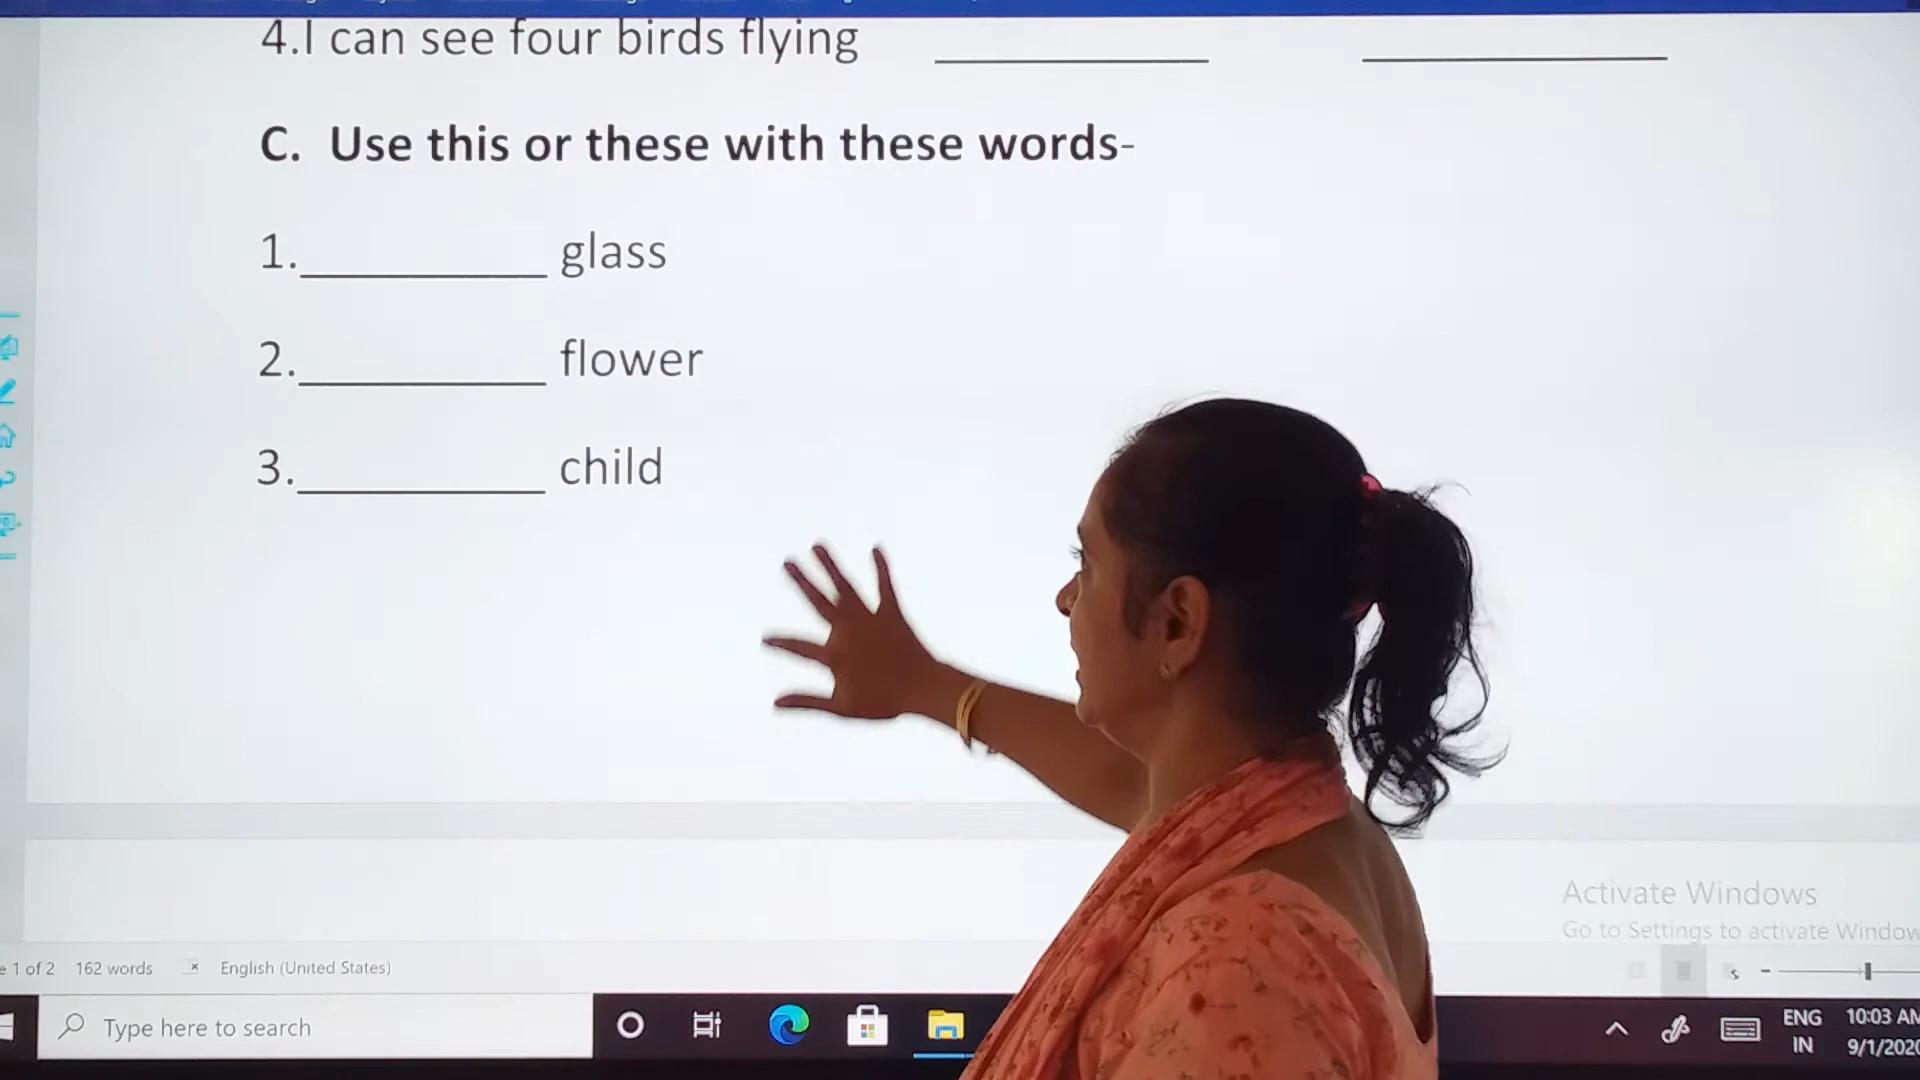 4.I can see four birds flying ____________ ____________
C. Use this or these with these words-
1.__________ glass
2.__________ flower
3.__________ child
Activate Windows
Go to Settings to activate Window
e 1 of 2 162 words English (United States)
Type here to search
ENG
IN
10:03 AM
9/1/2020